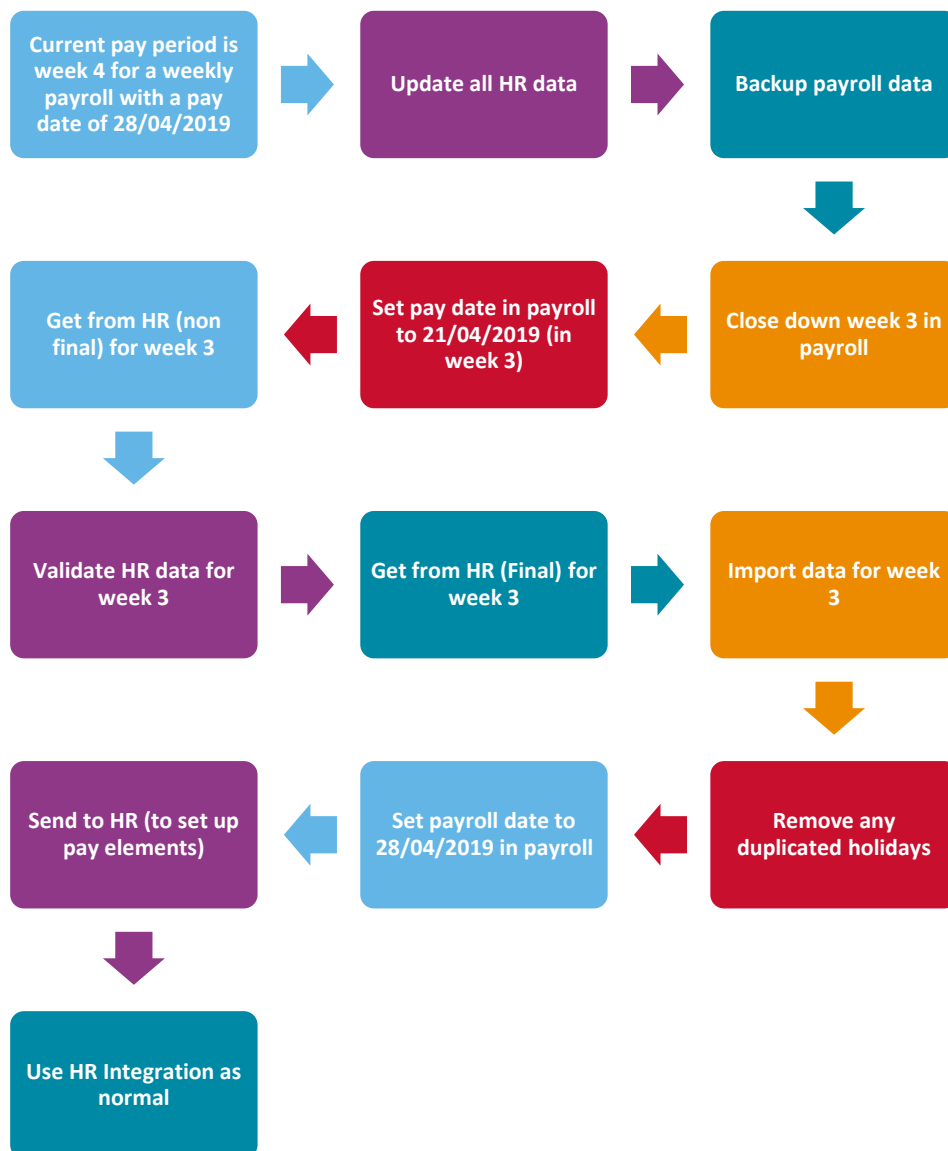 Current pay period is
week 4 for a weekly
payroll with a pay
date of 28/04/2019
Update all HR data
Backup payroll data
Close down week 3 in
payroll
Set pay date in payroll
to 21/04/2019 (in
week 3)
Get from HR (non
final) for week 3
Validate HR data for
week 3
Get from HR (Final) for
week 3
Import data for week
3
Remove any
duplicated holidays
Set payroll date to
28/04/2019 in payroll
Send to HR (to set up
pay elements)
Use HR Integration as
normal